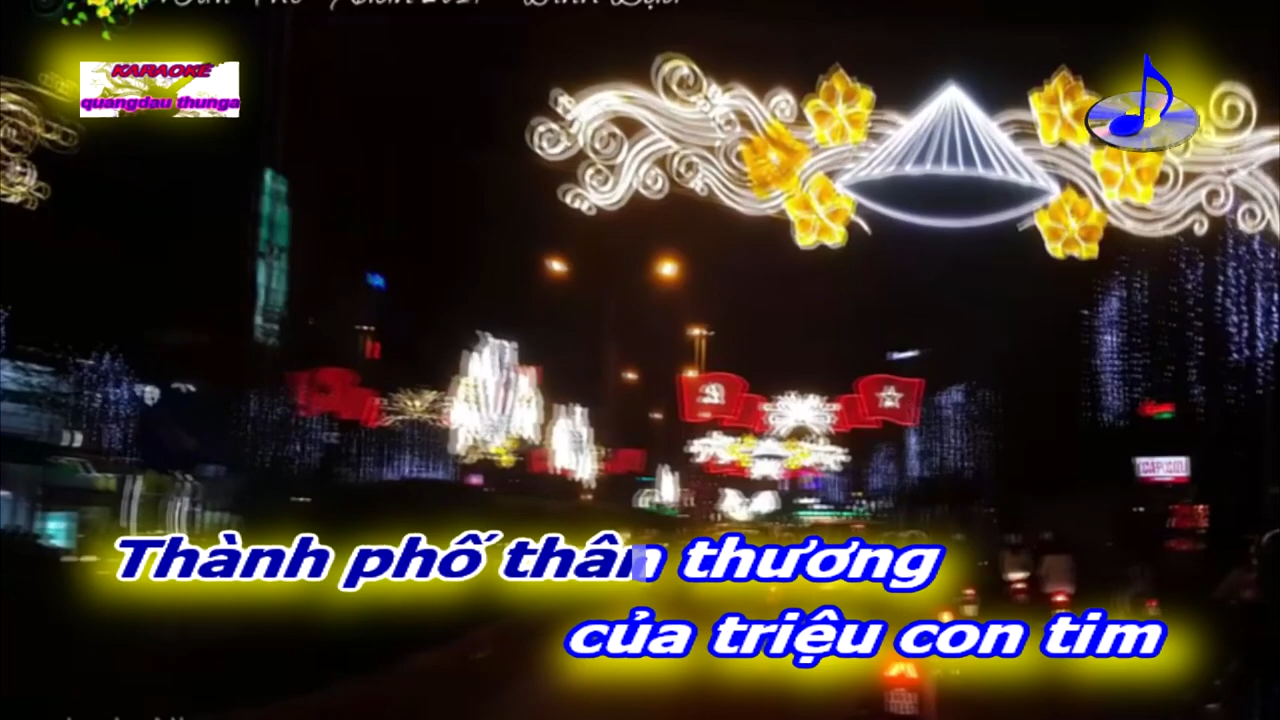 KARAOKE
quangdau thunga
Thành phố thân thương
của triệu con tim